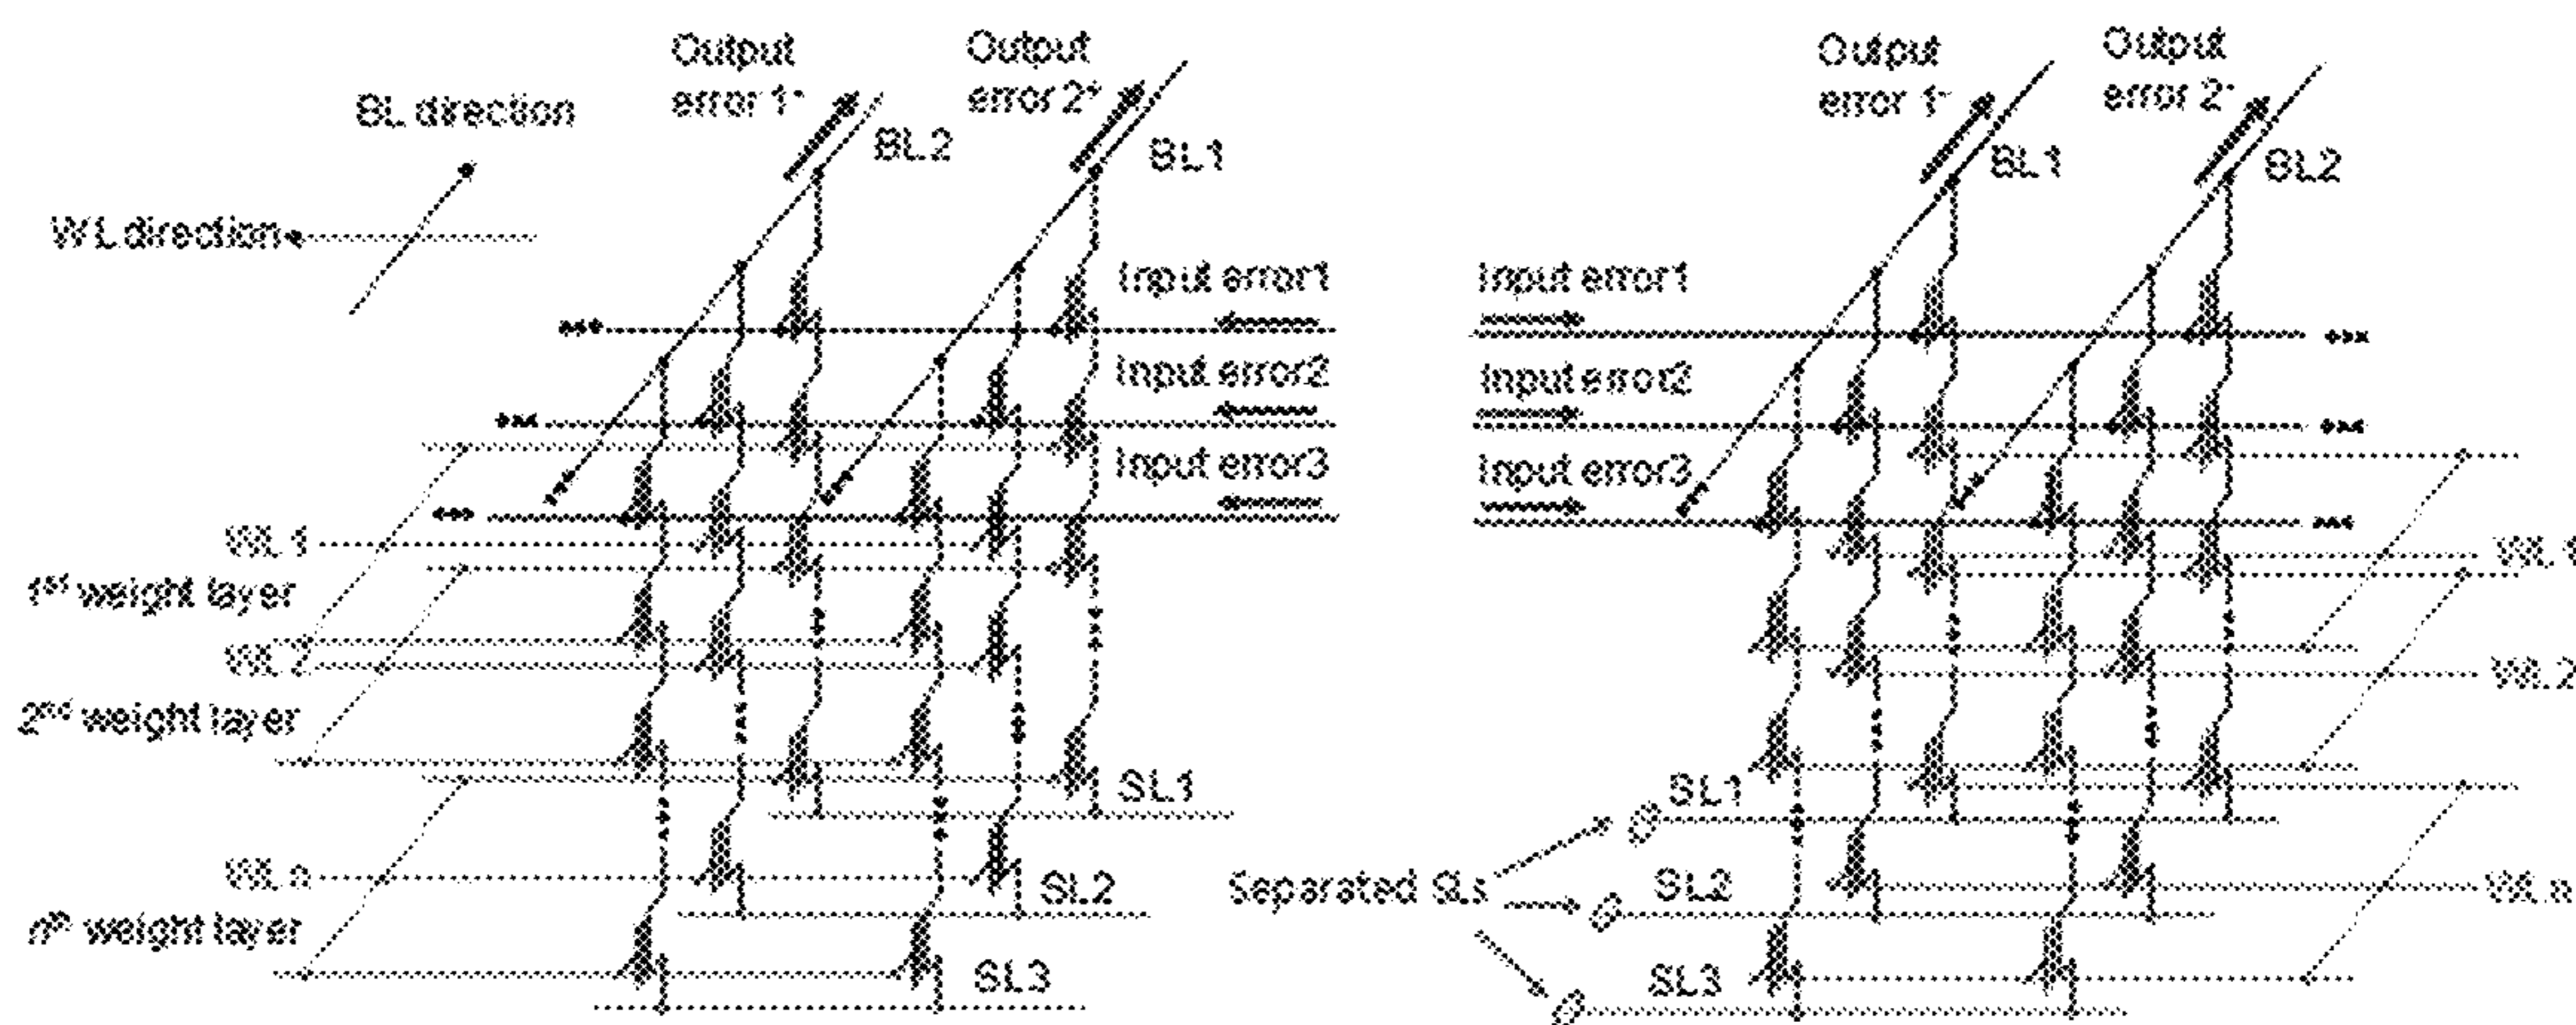 Output
error 1⁺
Output
error 2⁺
BL direction
BL2
BL1
WL direction
Input error1
Input error2
Input error3
WL 1
1st weight layer
WL 2
2nd weight layer
WL n
nth weight layer
SL1
SL2
SL3
Output
error 1⁻
Output
error 2⁻
BL1
BL2
Input error1
Input error2
Input error3
WL 1
WL 2
WL n
Separated SLs
SL1
SL2
SL3